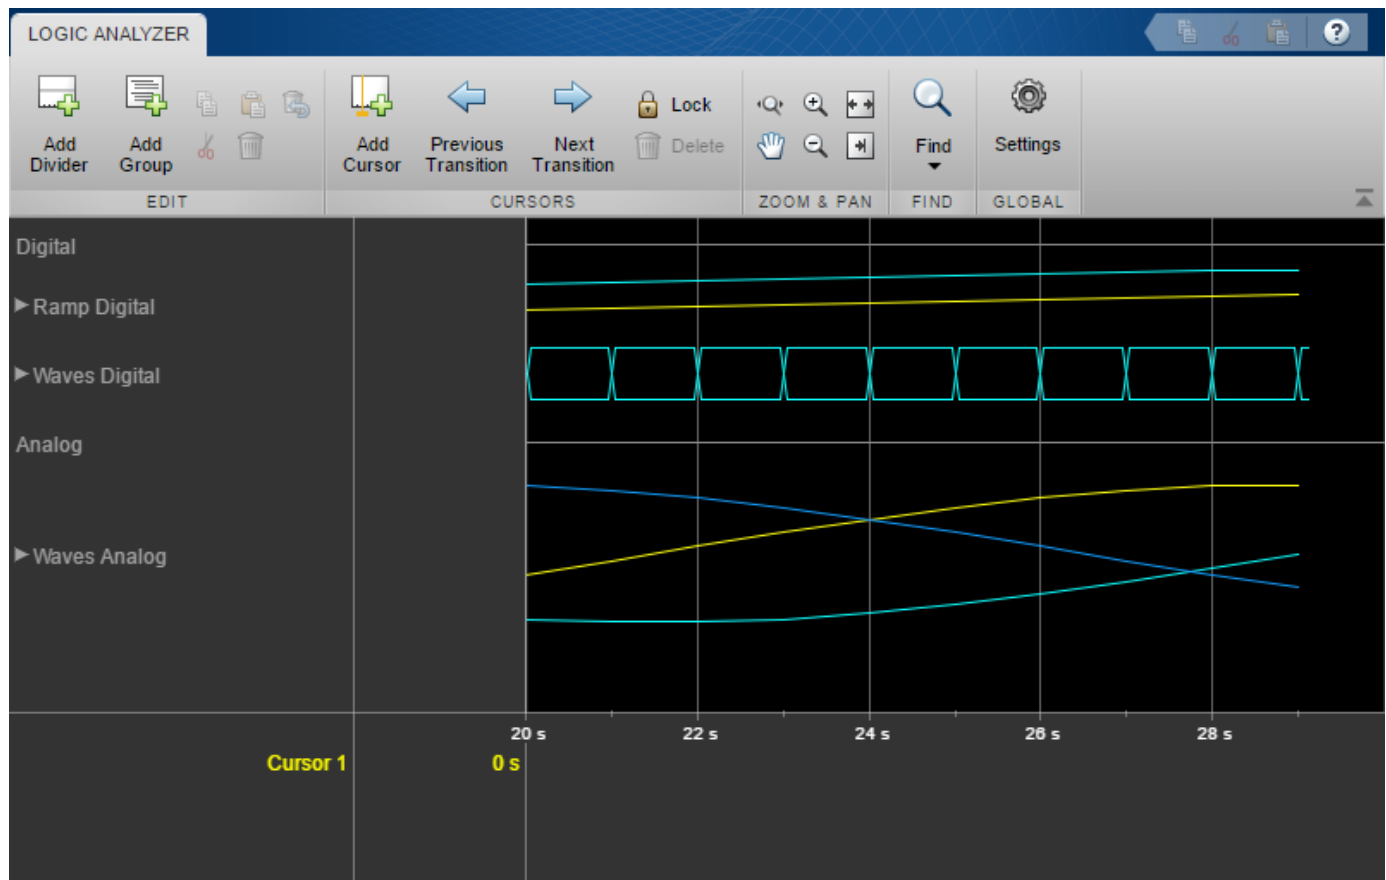 LOGIC ANALYZER
?
Add Divider
Add Group
Add Cursor
Previous Transition
Next Transition
Lock
Delete
Find
Settings
EDIT
CURSORS
ZOOM & PAN
FIND
GLOBAL
Digital
Ramp Digital
Waves Digital
Analog
Waves Analog
20 s 22 s 24 s 26 s 28 s
Cursor 1 0 s